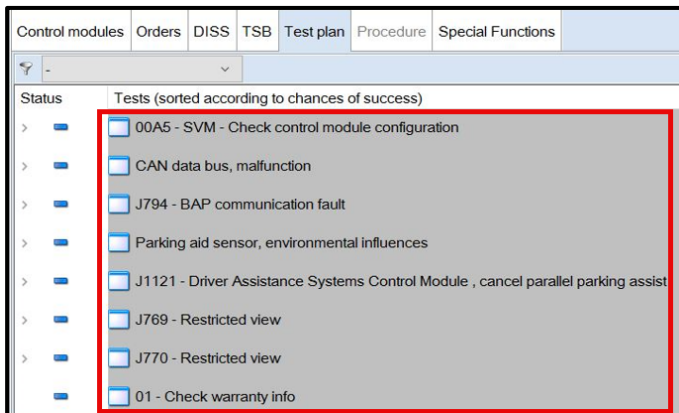 Control modules Orders DISS TSB Test plan Procedure Special Functions
-
Status Tests (sorted according to chances of success)
00A5 - SVM - Check control module configuration
CAN data bus, malfunction
J794 - BAP communication fault
Parking aid sensor, environmental influences
J1121 - Driver Assistance Systems Control Module , cancel parallel parking assist
J769 - Restricted view
J770 - Restricted view
01 - Check warranty info